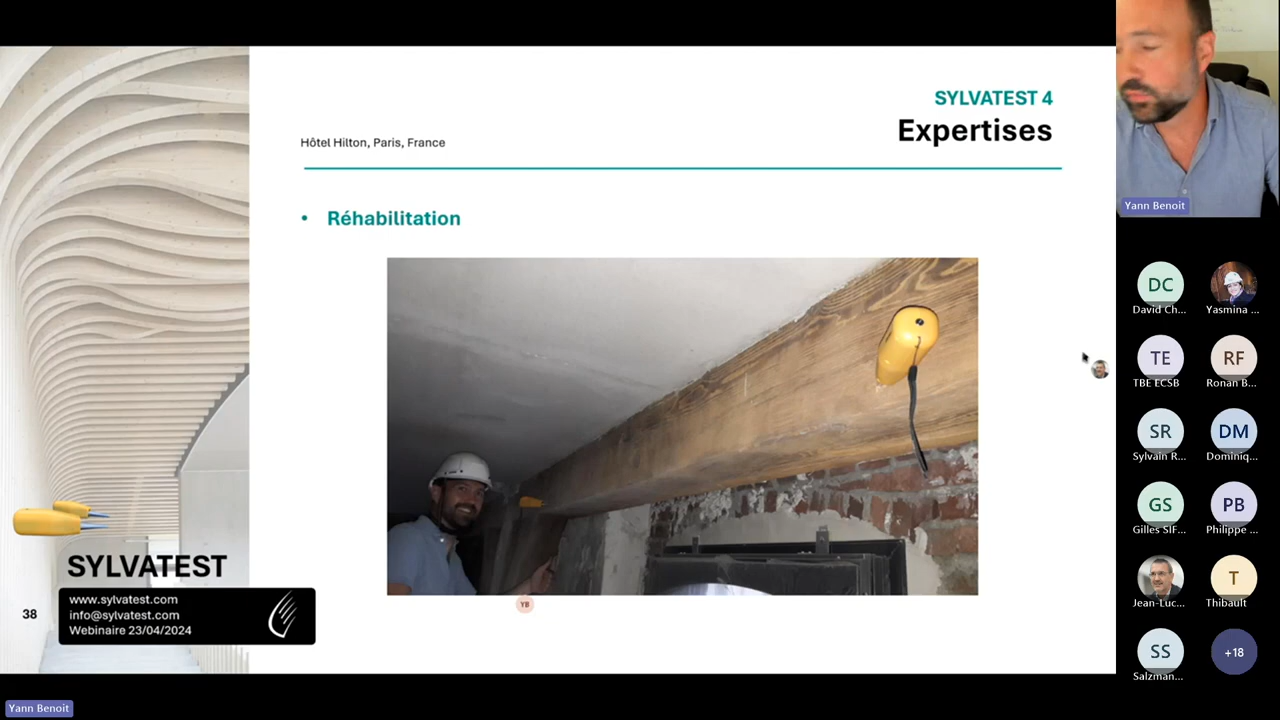 SYLVATEST 4
Expertises
Hôtel Hilton, Paris, France
• Réhabilitation
SYLVATEST
www.sylvatest.com
info@sylvatest.com
Webinaire 23/04/2024
38
YB
Yann Benoit
DC
David Ch...
Yasmina ...
TE
TBE ECSB
RF
Ronan B...
SR
Sylvain R...
DM
Dominiq...
GS
Gilles SIF...
PB
Philippe ...
Jean-Luc...
T
Thibault
SS
Salzman...
+18
Yann Benoit